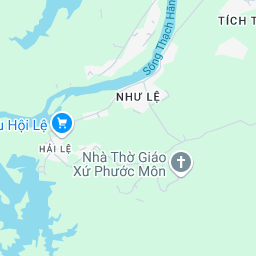 TÍCH T
Sông Thạch Hãn
NHƯ LỆ
u Hội Lệ
HẢI LỆ
Nhà Thờ Giáo
Xứ Phước Môn